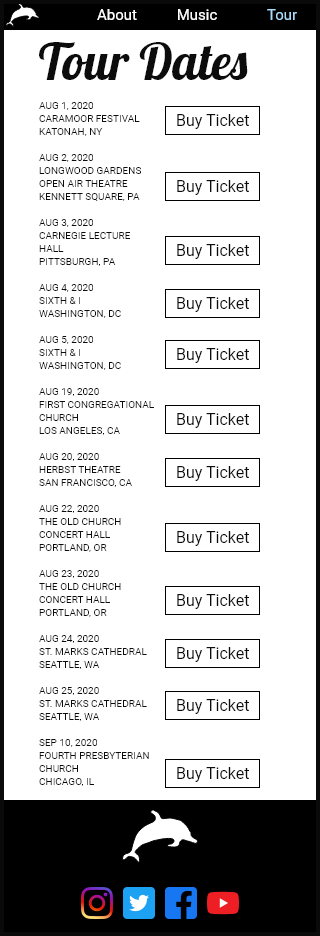 About Music Tour
Tour Dates
AUG 1, 2020
CARAMOOR FESTIVAL
KATONAH, NY
Buy Ticket
AUG 2, 2020
LONGWOOD GARDENS
OPEN AIR THEATRE
KENNETT SQUARE, PA
Buy Ticket
AUG 3, 2020
CARNEGIE LECTURE
HALL
PITTSBURGH, PA
Buy Ticket
AUG 4, 2020
SIXTH & I
WASHINGTON, DC
Buy Ticket
AUG 5, 2020
SIXTH & I
WASHINGTON, DC
Buy Ticket
AUG 19, 2020
FIRST CONGREGATIONAL
CHURCH
LOS ANGELES, CA
Buy Ticket
AUG 20, 2020
HERBST THEATRE
SAN FRANCISCO, CA
Buy Ticket
AUG 22, 2020
THE OLD CHURCH
CONCERT HALL
PORTLAND, OR
Buy Ticket
AUG 23, 2020
THE OLD CHURCH
CONCERT HALL
PORTLAND, OR
Buy Ticket
AUG 24, 2020
ST. MARKS CATHEDRAL
SEATTLE, WA
Buy Ticket
AUG 25, 2020
ST. MARKS CATHEDRAL
SEATTLE, WA
Buy Ticket
SEP 10, 2020
FOURTH PRESBYTERIAN
CHURCH
CHICAGO, IL
Buy Ticket